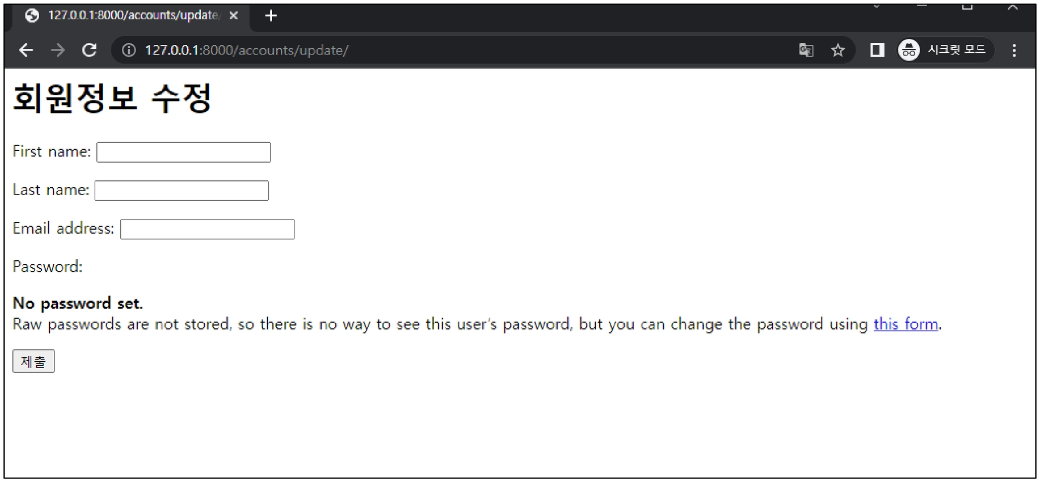 127.0.0.1:8000/accounts/update/
127.0.0.1:8000/accounts/update/
시크릿 모드
회원정보 수정
First name:
Last name:
Email address:
Password:
No password set.
Raw passwords are not stored, so there is no way to see this user's password, but you can change the password using this form.
제출